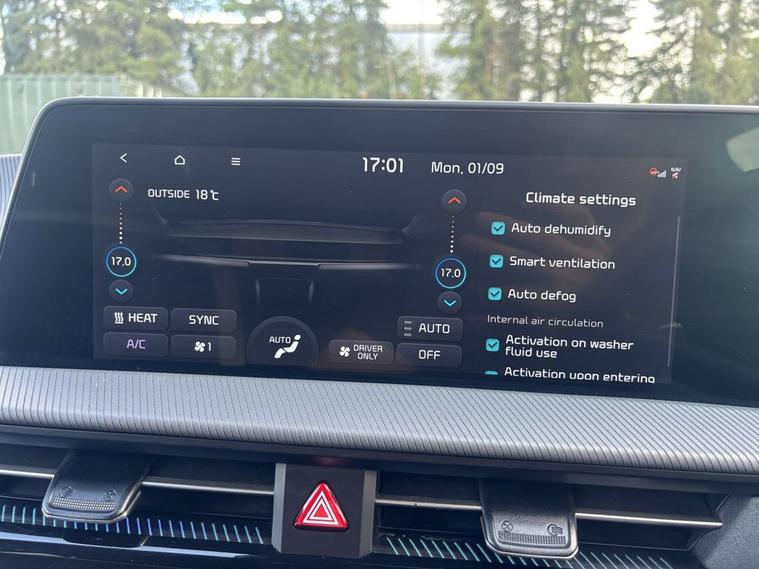 17:01
Mon, 01/09
OUTSIDE 18℃
17.0
HEAT
SYNC
A/C
1
AUTO
DRIVER
ONLY
17.0
AUTO
OFF
Climate settings
Auto dehumidify
Smart ventilation
Auto defog
Internal air circulation
Activation on washer
fluid use
Activation upon entering